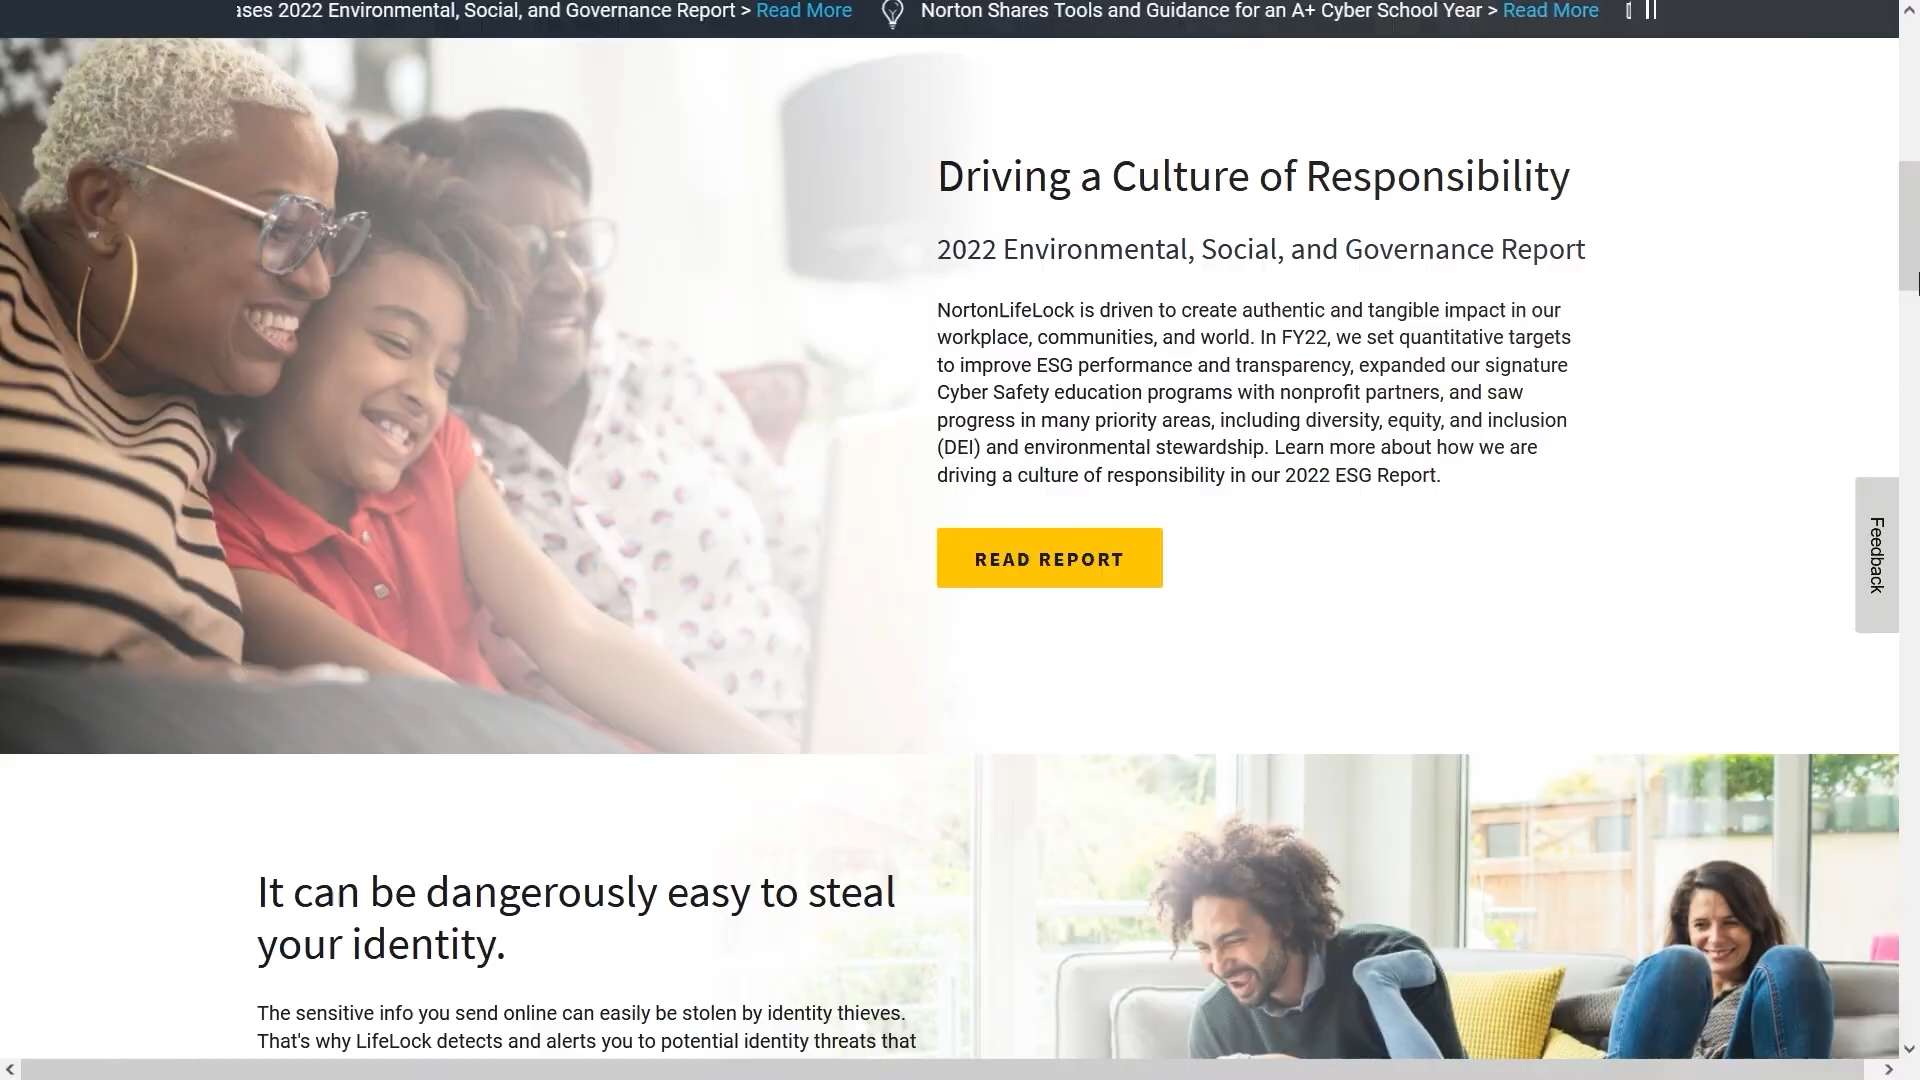 2022 Environmental, Social, and Governance Report > Read More Norton Shares Tools and Guidance for an A+ Cyber School Year > Read More
Driving a Culture of Responsibility
2022 Environmental, Social, and Governance Report
NortonLifeLock is driven to create authentic and tangible impact in our
workplace, communities, and world. In FY22, we set quantitative targets
to improve ESG performance and transparency, expanded our signature
Cyber Safety education programs with nonprofit partners, and saw
progress in many priority areas, including diversity, equity, and inclusion
(DEI) and environmental stewardship. Learn more about how we are
driving a culture of responsibility in our 2022 ESG Report.
READ REPORT
Feedback
It can be dangerously easy to steal
your identity.
The sensitive info you send online can easily be stolen by identity thieves.
That's why LifeLock detects and alerts you to potential identity threats that